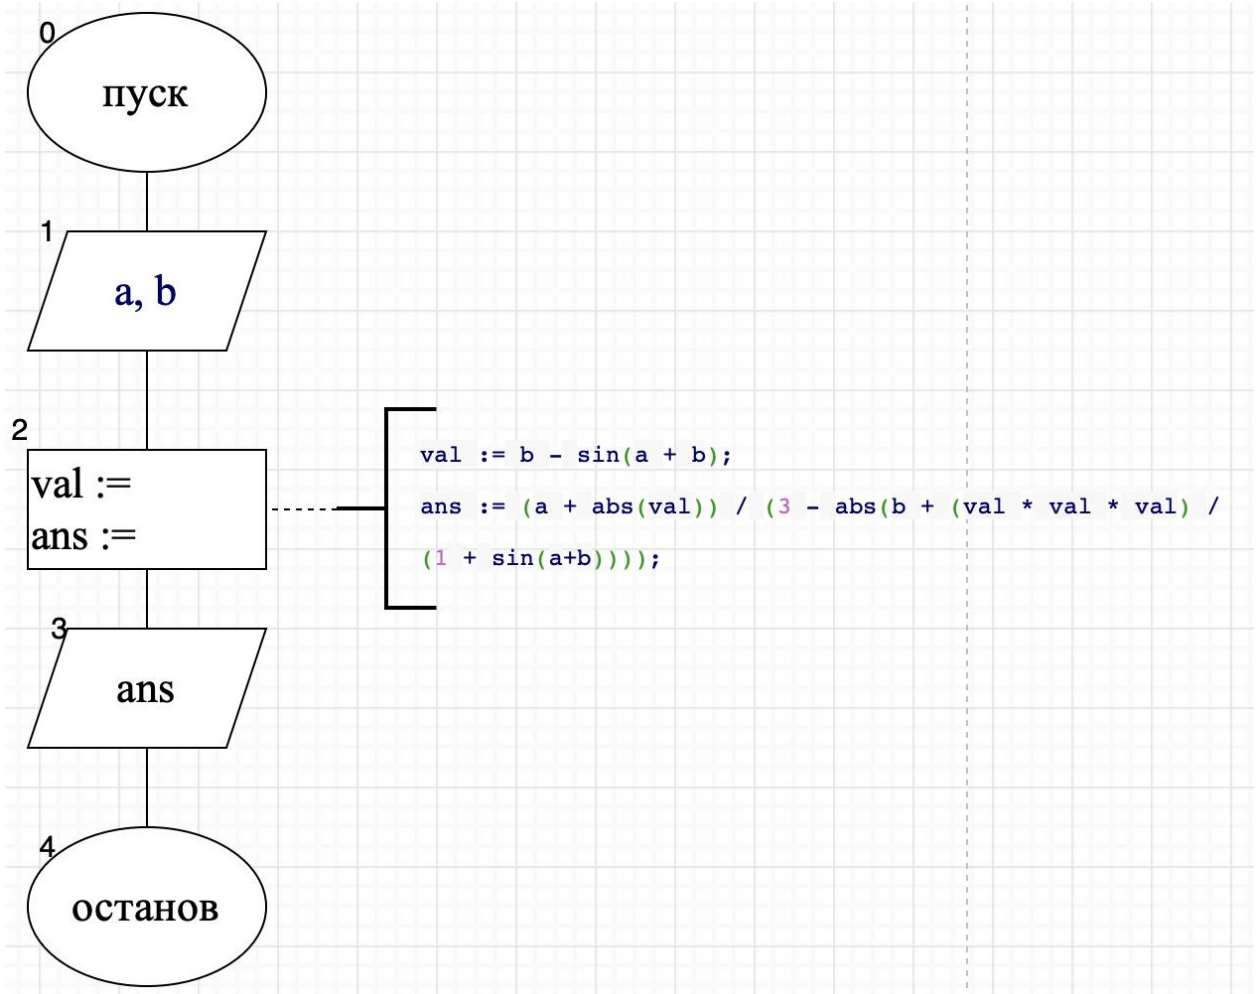 0
пуск
1
a, b
2
val :=
ans :=
val := b - sin(a + b);
ans := (a + abs(val)) / (3 - abs(b + (val * val * val) /
(1 + sin(a+b))));
3
ans
4
останов